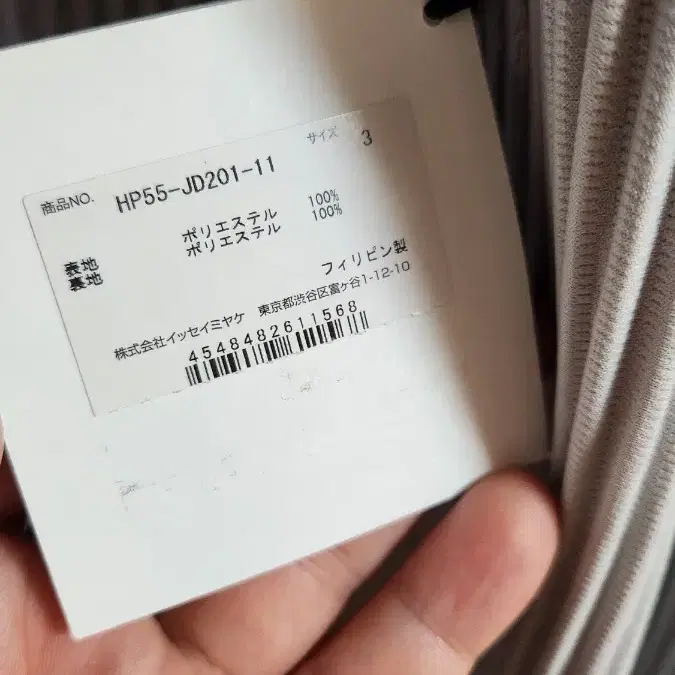 サイズ 3
商品NO. HP55-JD201-11
表地 ポリエステル 100%
裏地 ポリエステル 100%
フィリピン製
株式会社イッセイミヤケ 東京都渋谷区富ヶ谷1-12-10
4548482611568